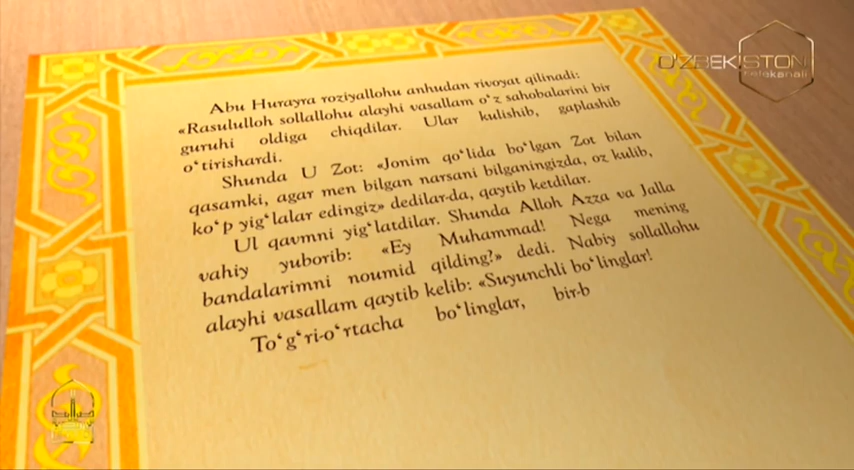 O'ZBEKISTON
telekanali
Abu Hurayra roziyallohu anhudan rivoyat qilinadi:
«Rasululloh sollallohu alayhi vasallam o‘z sahobalarini bir
guruhi oldiga chiqdilar. Ular kulishib, gaplashib
o‘tirishardi.
Shunda U Zot: «Jonim qo‘lida bo‘lgan Zot bilan
qasamki, agar men bilgan narsani bilganingizda, oz kulib,
ko‘p yig‘lalar edingiz» dedilar-da, qaytib ketdilar.
Ul qavmni yig‘latdilar. Shunda Alloh Azza va Jalla
vahiy yuborib: «Ey Muhammad! Nega mening
bandalarimni noumid qilding?» dedi. Nabiy sollallohu
alayhi vasallam qaytib kelib: «Suyunchli bo‘linglar!
To‘g‘ri-o‘rtacha bo‘linglar, bir-b